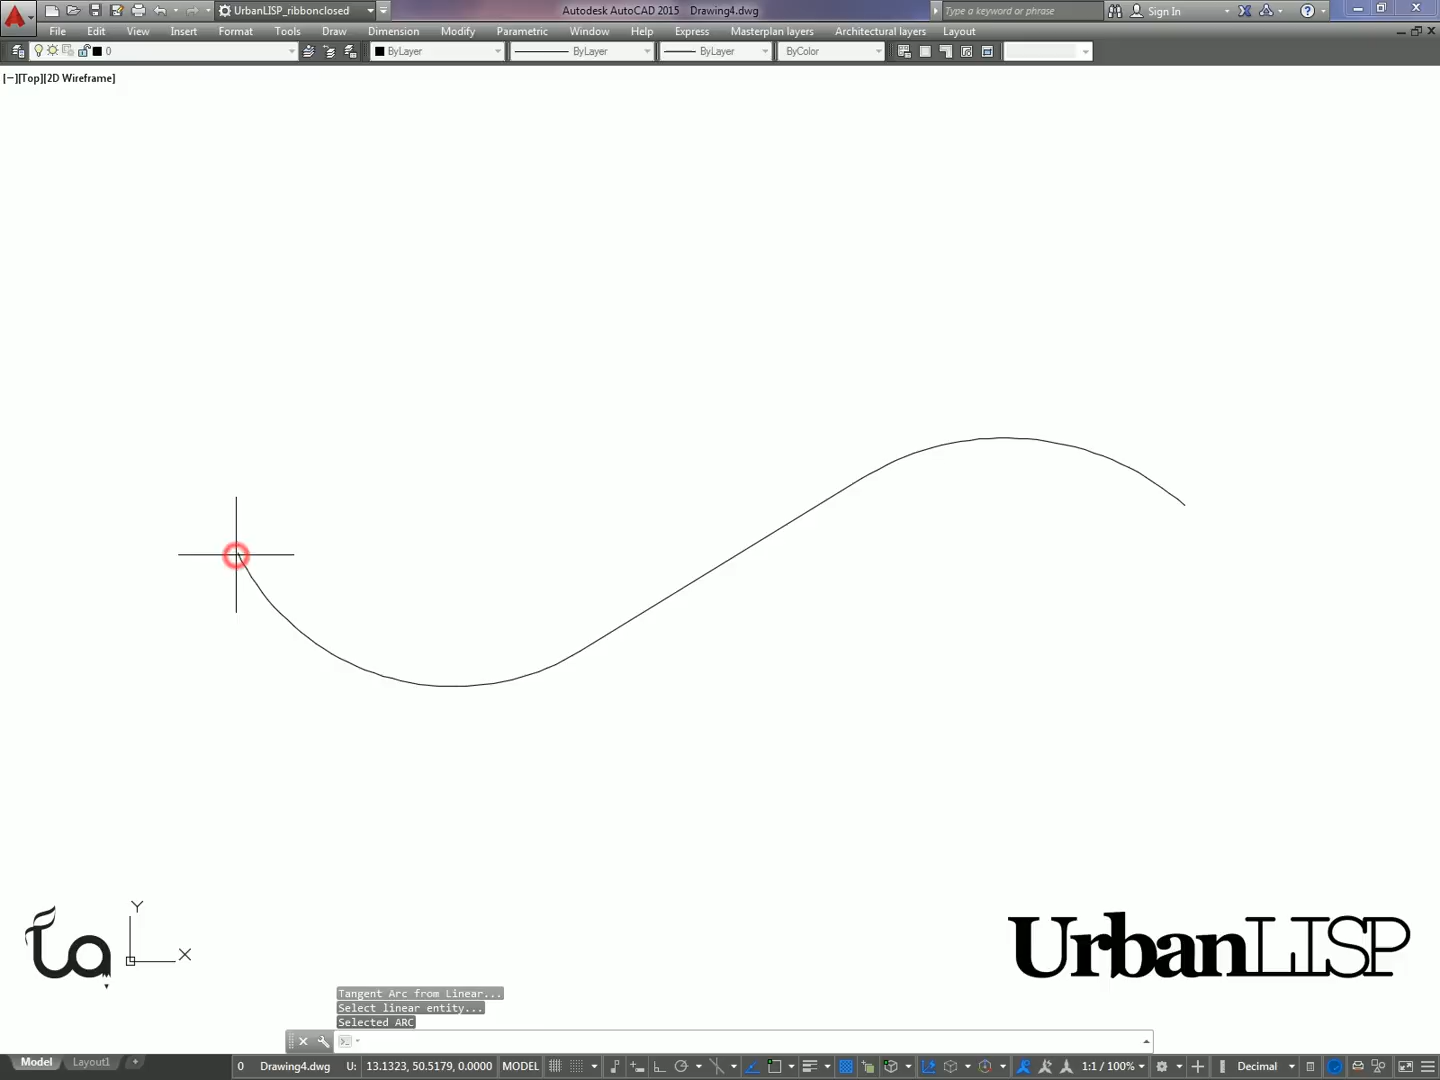 UrbanLISP_ribbonclosed
Autodesk AutoCAD 2015 Drawing4.dwg
Type a keyword or phrase
Sign In
File Edit View Insert Format Tools Draw Dimension Modify Parametric Window Help Express Masterplan layers Architectural layers Layout
0 ByLayer ByLayer ByLayer ByColor
[−][Top][2D Wireframe]
Y
X
ta
UrbanLISP
Tangent Arc from Linear...
Select linear entity...
Selected ARC
Model Layout1 +
0 Drawing4.dwg U: 13.1323, 50.5179, 0.0000 MODEL 1:1 / 100% Decimal